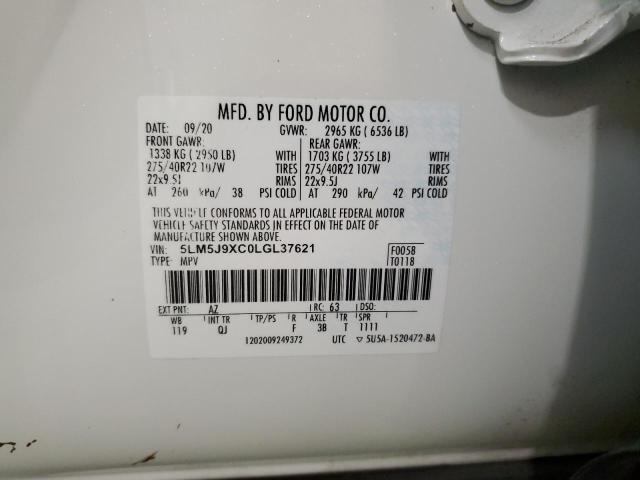 MFD. BY FORD MOTOR CO.
DATE: 09/20 GVWR: 2965 KG ( 6536 LB)
FRONT GAWR: REAR GAWR:
1338 KG ( 2950 LB) WITH 1703 KG ( 3755 LB) WITH
275/40R22 107W TIRES 275/40R22 107W TIRES
22x9.5J RIMS 22x9.5J RIMS
AT 260 kPa/ 38 PSI COLD AT 290 kPa/ 42 PSI COLD
THIS VEHICLE CONFORMS TO ALL APPLICABLE FEDERAL MOTOR
VEHICLE SAFETY STANDARDS IN EFFECT ON THE DATE OF
MANUFACTURE SHOWN ABOVE.
VIN: 5LM5J9XC0LGL37621 F0058
TYPE: MPV T0118
EXT PNT: AZ RC: 63 DSO:
WB INT TR TP/PS R AXLE TR SPR
119 QJ F 3B T 1111
1202009249372 UTC ▽ 5U5A-1520472-BA